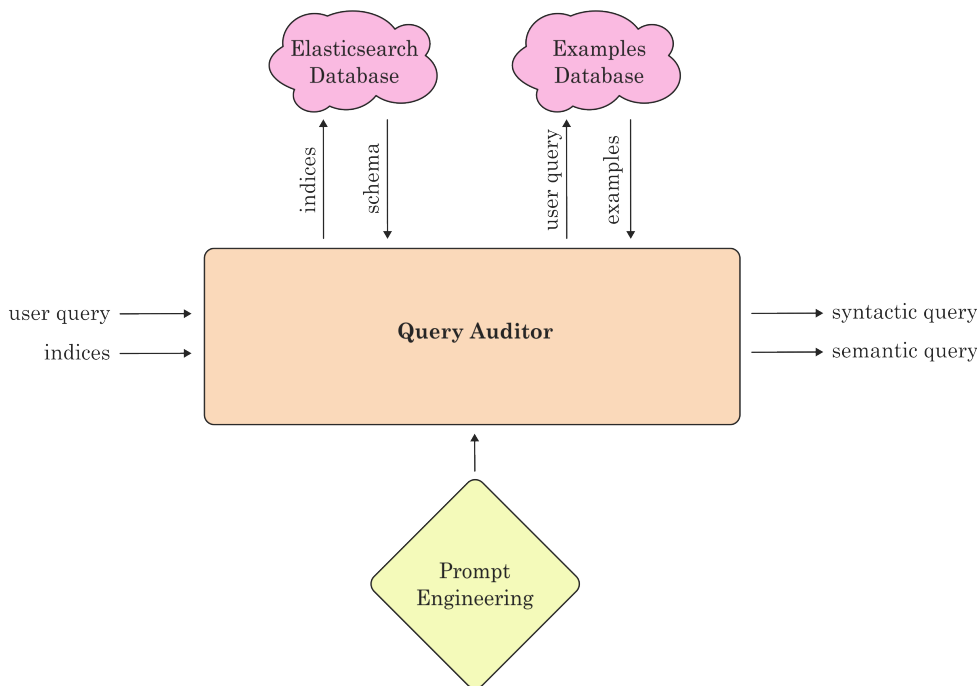 Elasticsearch
Database
Examples
Database
indices
schema
user query
examples
user query
indices
Query Auditor
syntactic query
semantic query
Prompt
Engineering